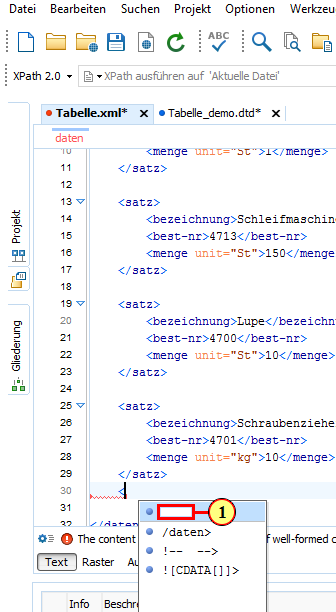 Datei Bearbeiten Suchen Projekt Optionen Werkzeu
ABC
XPath 2.0 XPath ausführen auf 'Aktuelle Datei'
Tabelle.xml* Tabelle_demo.dtd*
daten
Projekt
Gliederung
10 <menge unit="St">1</menge>
11 </satz>
12
13 <satz>
14 <bezeichnung>Schleifmaschin
15 <best-nr>4713</best-nr>
16 <menge unit="St">150</menge
17 </satz>
18
19 <satz>
20 <bezeichnung>Lupe</bezeichn
21 <best-nr>4700</best-nr>
22 <menge unit="St">10</menge>
23 </satz>
24
25 <satz>
26 <bezeichnung>Schraubenziehe
27 <best-nr>4701</best-nr>
28 <menge unit="kg">10</menge>
29 </satz>
30 <
31
32 </daten
1
/daten>
!-- -->
![CDATA[]]>
The content of well-formed c
Text Raster Au
Info Beschre